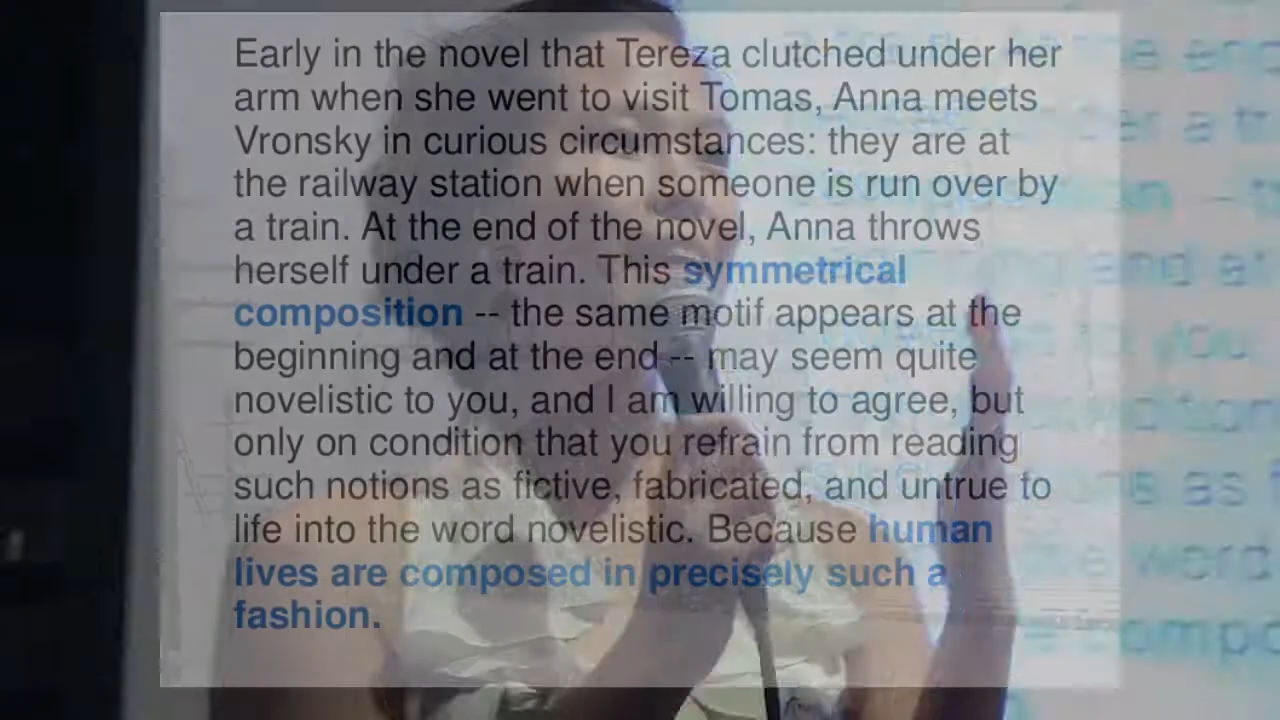 Early in the novel that Tereza clutched under her
arm when she went to visit Tomas, Anna meets
Vronsky in curious circumstances: they are at
the railway station when someone is run over by
a train. At the end of the novel, Anna throws
herself under a train. This symmetrical
composition -- the same motif appears at the
beginning and at the end -- may seem quite
novelistic to you, and I am willing to agree, but
only on condition that you refrain from reading
such notions as fictive, fabricated, and untrue to
life into the word novelistic. Because human
lives are composed in precisely such a
fashion.